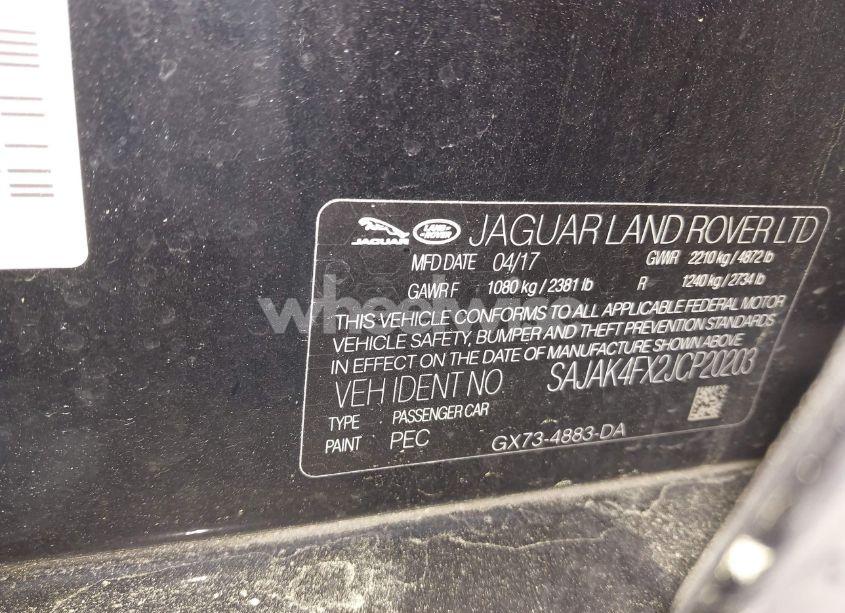 JAGUAR LAND ROVER JAGUAR LAND ROVER LTD
MFD DATE 04/17 GVWR 2210 kg / 4872 lb
GAWR F 1080 kg / 2381 lb R 1240 kg / 2734 lb
wheelwire
THIS VEHICLE CONFORMS TO ALL APPLICABLE FEDERAL MOTOR
VEHICLE SAFETY, BUMPER AND THEFT PREVENTION STANDARDS
IN EFFECT ON THE DATE OF MANUFACTURE SHOWN ABOVE
VEH IDENT NO SAJAK4FX2JCP20203
TYPE PASSENGER CAR
PAINT PEC GX73-4883-DA